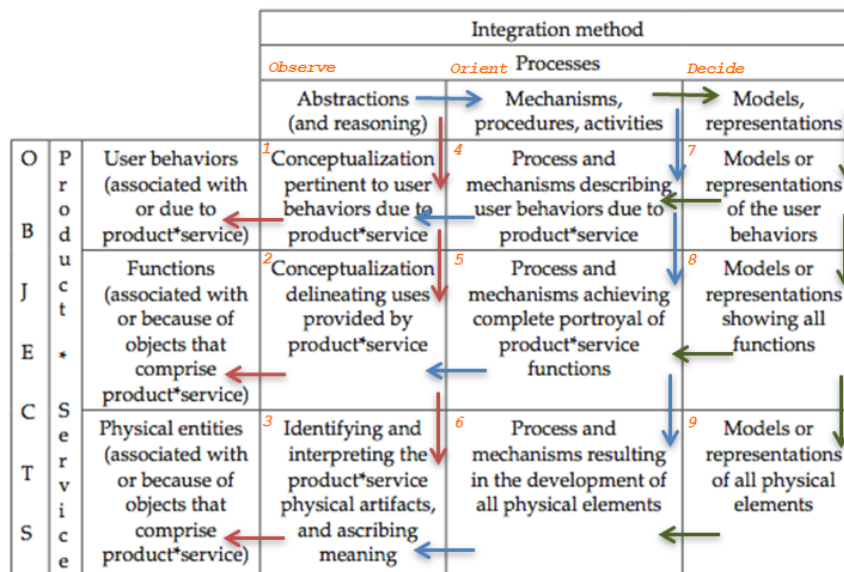 Integration method
Observe
Orient
Processes
Decide
Abstractions
(and reasoning)
Mechanisms,
procedures, activities
Models,
representations
O B J E C T S
P r o d u c t * S e r v i c e
User behaviors
(associated with
or due to
product*service)
1
Conceptualization
pertinent to user
behaviors due to
product*service
4
Process and
mechanisms describing
user behaviors due to
product*service
7
Models or
representations
of the user
behaviors
Functions
(associated with
or because of
objects that
comprise
product*service)
2
Conceptualization
delineating uses
provided by
product*service
5
Process and
mechanisms achieving
complete portroyal of
product*service
functions
8
Models or
representations
showing all
functions
Physical entities
(associated with
or because of
objects that
comprise
product*service)
3
Identifying and
interpreting the
product*service
physical artifacts,
and ascribing
meaning
6
Process and
mechanisms resulting
in the development of
all physical elements
9
Models or
representations
of all physical
elements